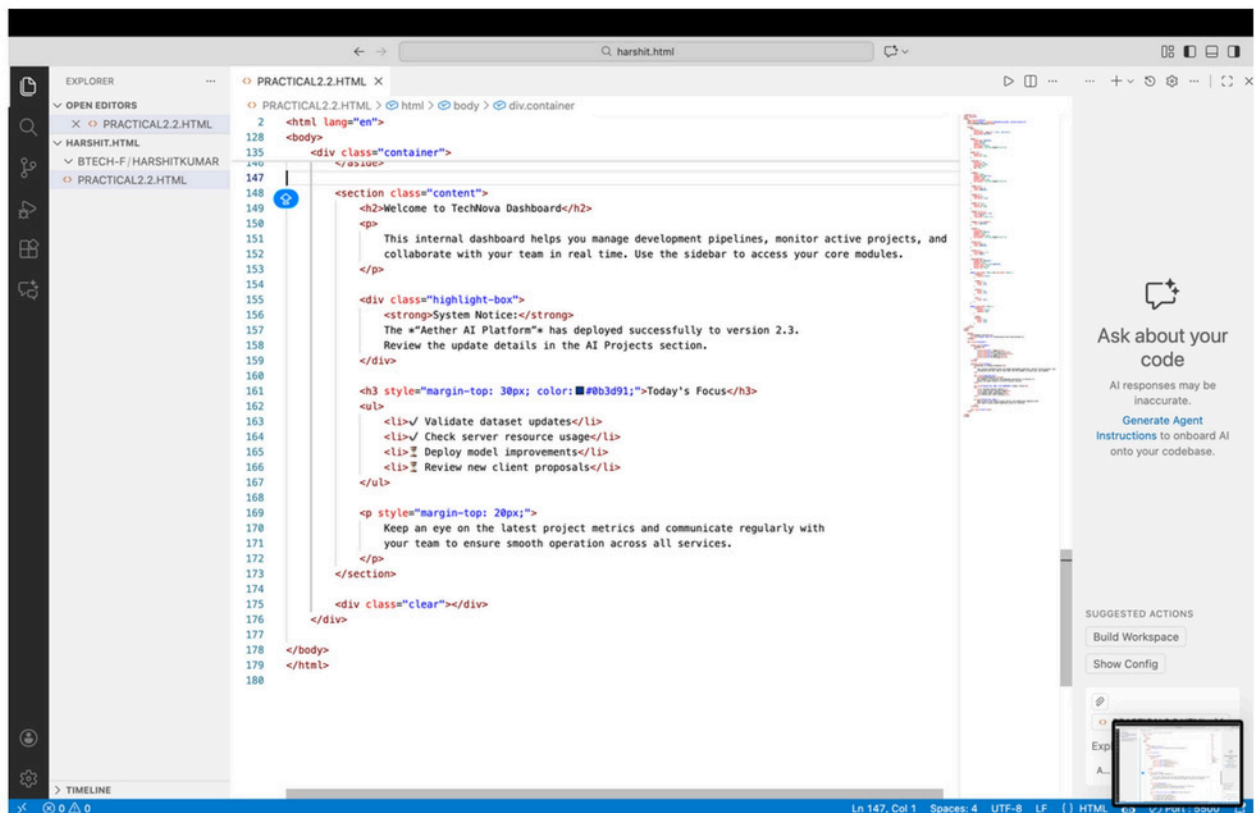 harshit.html
EXPLORER
OPEN EDITORS
PRACTICAL2.2.HTML
HARSHIT.HTML
BTECH-F / HARSHITKUMAR
PRACTICAL2.2.HTML
TIMELINE
PRACTICAL2.2.HTML
PRACTICAL2.2.HTML > html > body > div.container
2 <html lang="en">
128 <body>
135 <div class="container">
146 </aside>
147
148 <section class="content">
149 <h2>Welcome to TechNova Dashboard</h2>
150 <p>
151 This internal dashboard helps you manage development pipelines, monitor active projects, and
152 collaborate with your team in real time. Use the sidebar to access your core modules.
153 </p>
154
155 <div class="highlight-box">
156 <strong>System Notice:</strong>
157 The *“Aether AI Platform”* has deployed successfully to version 2.3.
158 Review the update details in the AI Projects section.
159 </div>
160
161 <h3 style="margin-top: 30px; color: #0b3d91;">Today's Focus</h3>
162 <ul>
163 <li>✓ Validate dataset updates</li>
164 <li>✓ Check server resource usage</li>
165 <li>⏳ Deploy model improvements</li>
166 <li>⏳ Review new client proposals</li>
167 </ul>
168
169 <p style="margin-top: 20px;">
170 Keep an eye on the latest project metrics and communicate regularly with
171 your team to ensure smooth operation across all services.
172 </p>
173 </section>
174
175 <div class="clear"></div>
176 </div>
177
178 </body>
179 </html>
180
Ask about your
code
AI responses may be
inaccurate.
Generate Agent
Instructions to onboard AI
onto your codebase.
SUGGESTED ACTIONS
Build Workspace
Show Config
Exp
A...
0 0
Ln 147, Col 1 Spaces: 4 UTF-8 LF { } HTML Port : 5500